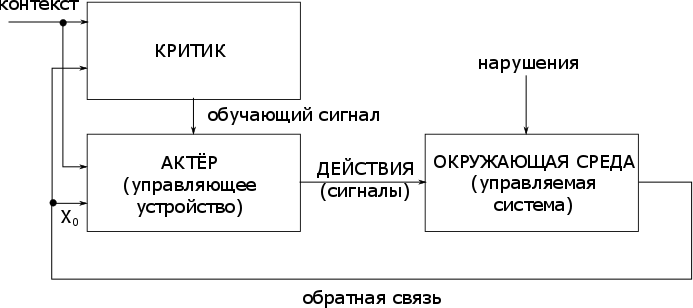 контекст
КРИТИК
нарушения
обучающий сигнал
АКТЁР
(управляющее
устройство)
ДЕЙСТВИЯ
(сигналы)
ОКРУЖАЮЩАЯ СРЕДА
(управляемая
система)
X₀
обратная связь